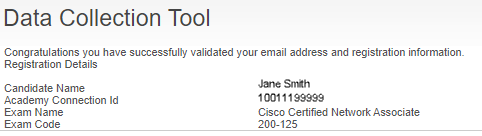 Data Collection Tool
Congratulations you have successfully validated your email address and registration information.
Registration Details
Candidate Name Jane Smith
Academy Connection Id 10011199999
Exam Name Cisco Certified Network Associate
Exam Code 200-125